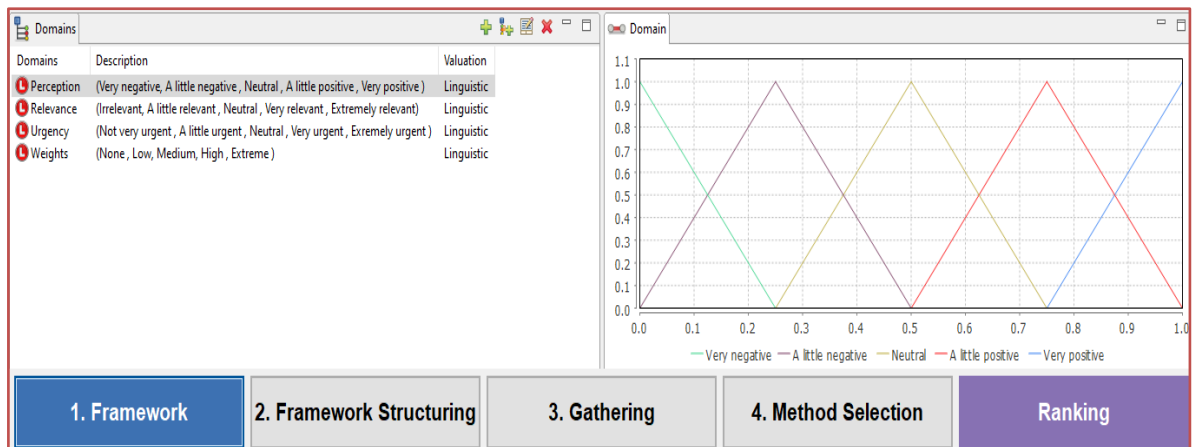 Domains
Domains Description Valuation
L Perception (Very negative, A little negative , Neutral , A little positive , Very positive ) Linguistic
L Relevance (Irrelevant, A little relevant , Neutral , Very relevant , Extremely relevant) Linguistic
L Urgency (Not very urgent , A little urgent , Neutral , Very urgent , Exremely urgent ) Linguistic
L Weights (None , Low, Medium, High , Extreme ) Linguistic
Domain
1.1
1.0
0.9
0.8
0.7
0.6
0.5
0.4
0.3
0.2
0.1
0.0
0.0 0.1 0.2 0.3 0.4 0.5 0.6 0.7 0.8 0.9 1.0
Very negative A little negative Neutral A little positive Very positive
1. Framework 2. Framework Structuring 3. Gathering 4. Method Selection Ranking